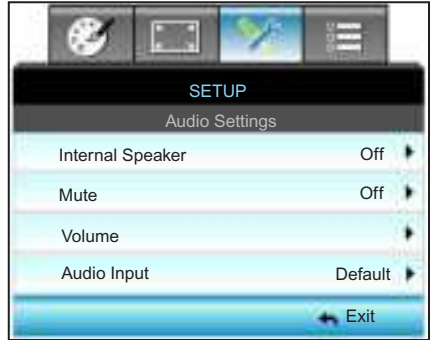 SETUP
Audio Settings
Internal Speaker Off
Mute Off
Volume
Audio Input Default
Exit